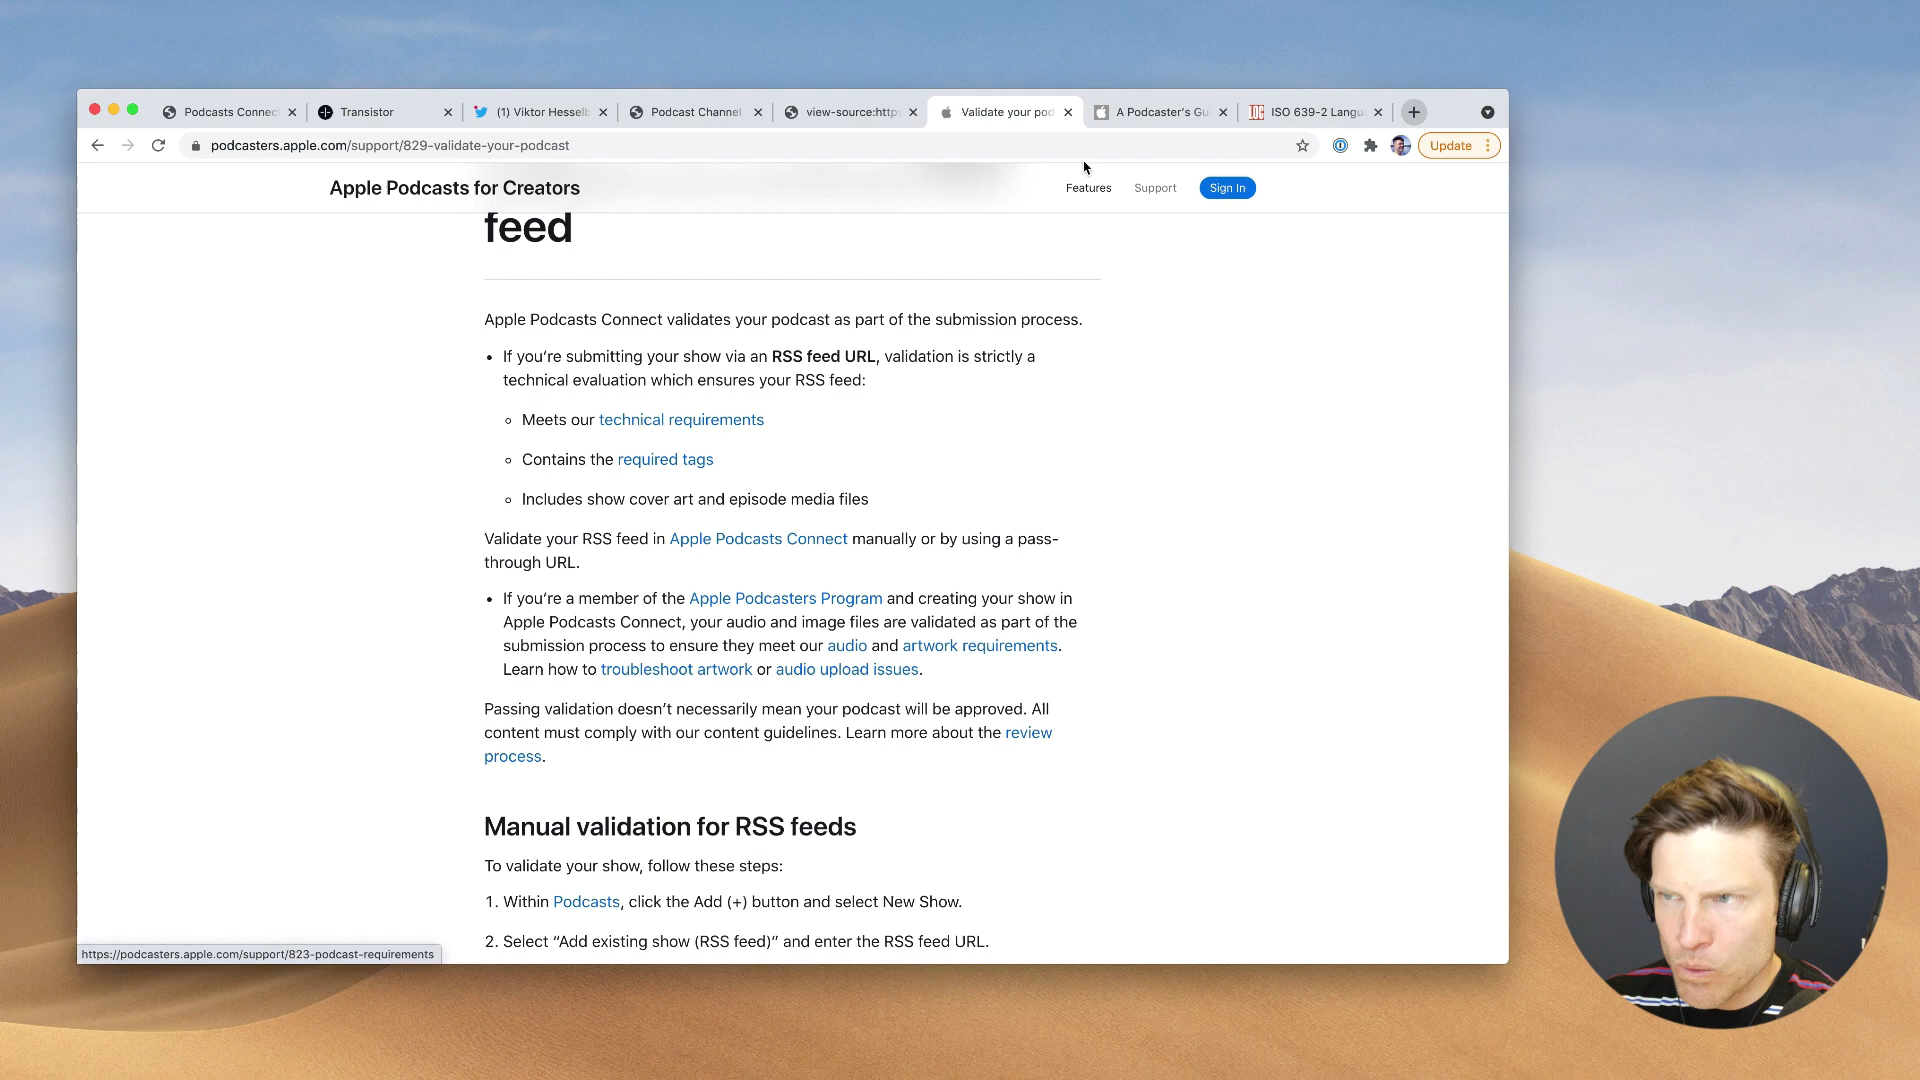 Podcasts Connec
Transistor
(1) Viktor Hesselb
Podcast Channel
view-source:http
Validate your pod
A Podcaster's Gu
ISO 639-2 Langu
podcasters.apple.com/support/829-validate-your-podcast
Update
Apple Podcasts for Creators
Features
Support
Sign In
feed
Apple Podcasts Connect validates your podcast as part of the submission process.
• If you’re submitting your show via an RSS feed URL, validation is strictly a
technical evaluation which ensures your RSS feed:
Meets our technical requirements
Contains the required tags
Includes show cover art and episode media files
Validate your RSS feed in Apple Podcasts Connect manually or by using a pass-
through URL.
• If you’re a member of the Apple Podcasters Program and creating your show in
Apple Podcasts Connect, your audio and image files are validated as part of the
submission process to ensure they meet our audio and artwork requirements.
Learn how to troubleshoot artwork or audio upload issues.
Passing validation doesn’t necessarily mean your podcast will be approved. All
content must comply with our content guidelines. Learn more about the review
process.
Manual validation for RSS feeds
To validate your show, follow these steps:
1. Within Podcasts, click the Add (+) button and select New Show.
2. Select “Add existing show (RSS feed)” and enter the RSS feed URL.
https://podcasters.apple.com/support/823-podcast-requirements